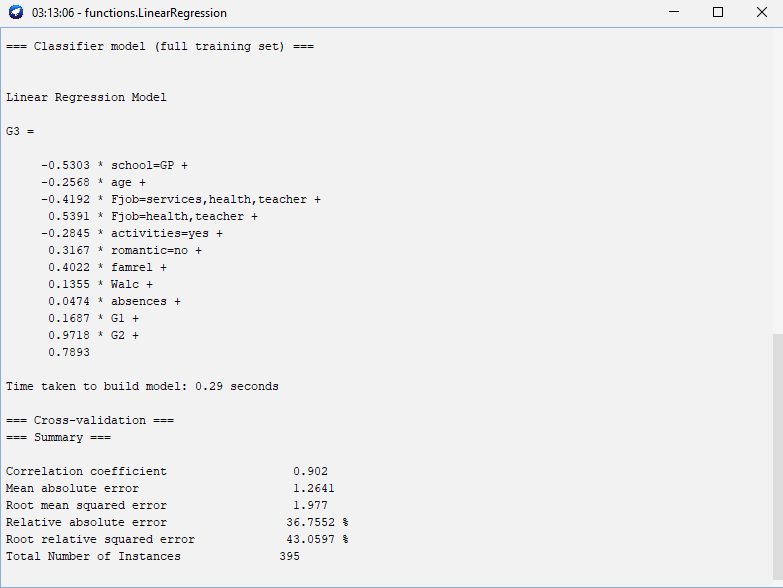 03:13:06 - functions.LinearRegression
=== Classifier model (full training set) ===
Linear Regression Model
G3 =
-0.5303 * school=GP +
-0.2568 * age +
-0.4192 * Fjob=services,health,teacher +
0.5391 * Fjob=health,teacher +
-0.2845 * activities=yes +
0.3167 * romantic=no +
0.4022 * famrel +
0.1355 * Walc +
0.0474 * absences +
0.1687 * G1 +
0.9718 * G2 +
0.7893
Time taken to build model: 0.29 seconds
=== Cross-validation ===
=== Summary ===
Correlation coefficient 0.902
Mean absolute error 1.2641
Root mean squared error 1.977
Relative absolute error 36.7552 %
Root relative squared error 43.0597 %
Total Number of Instances 395